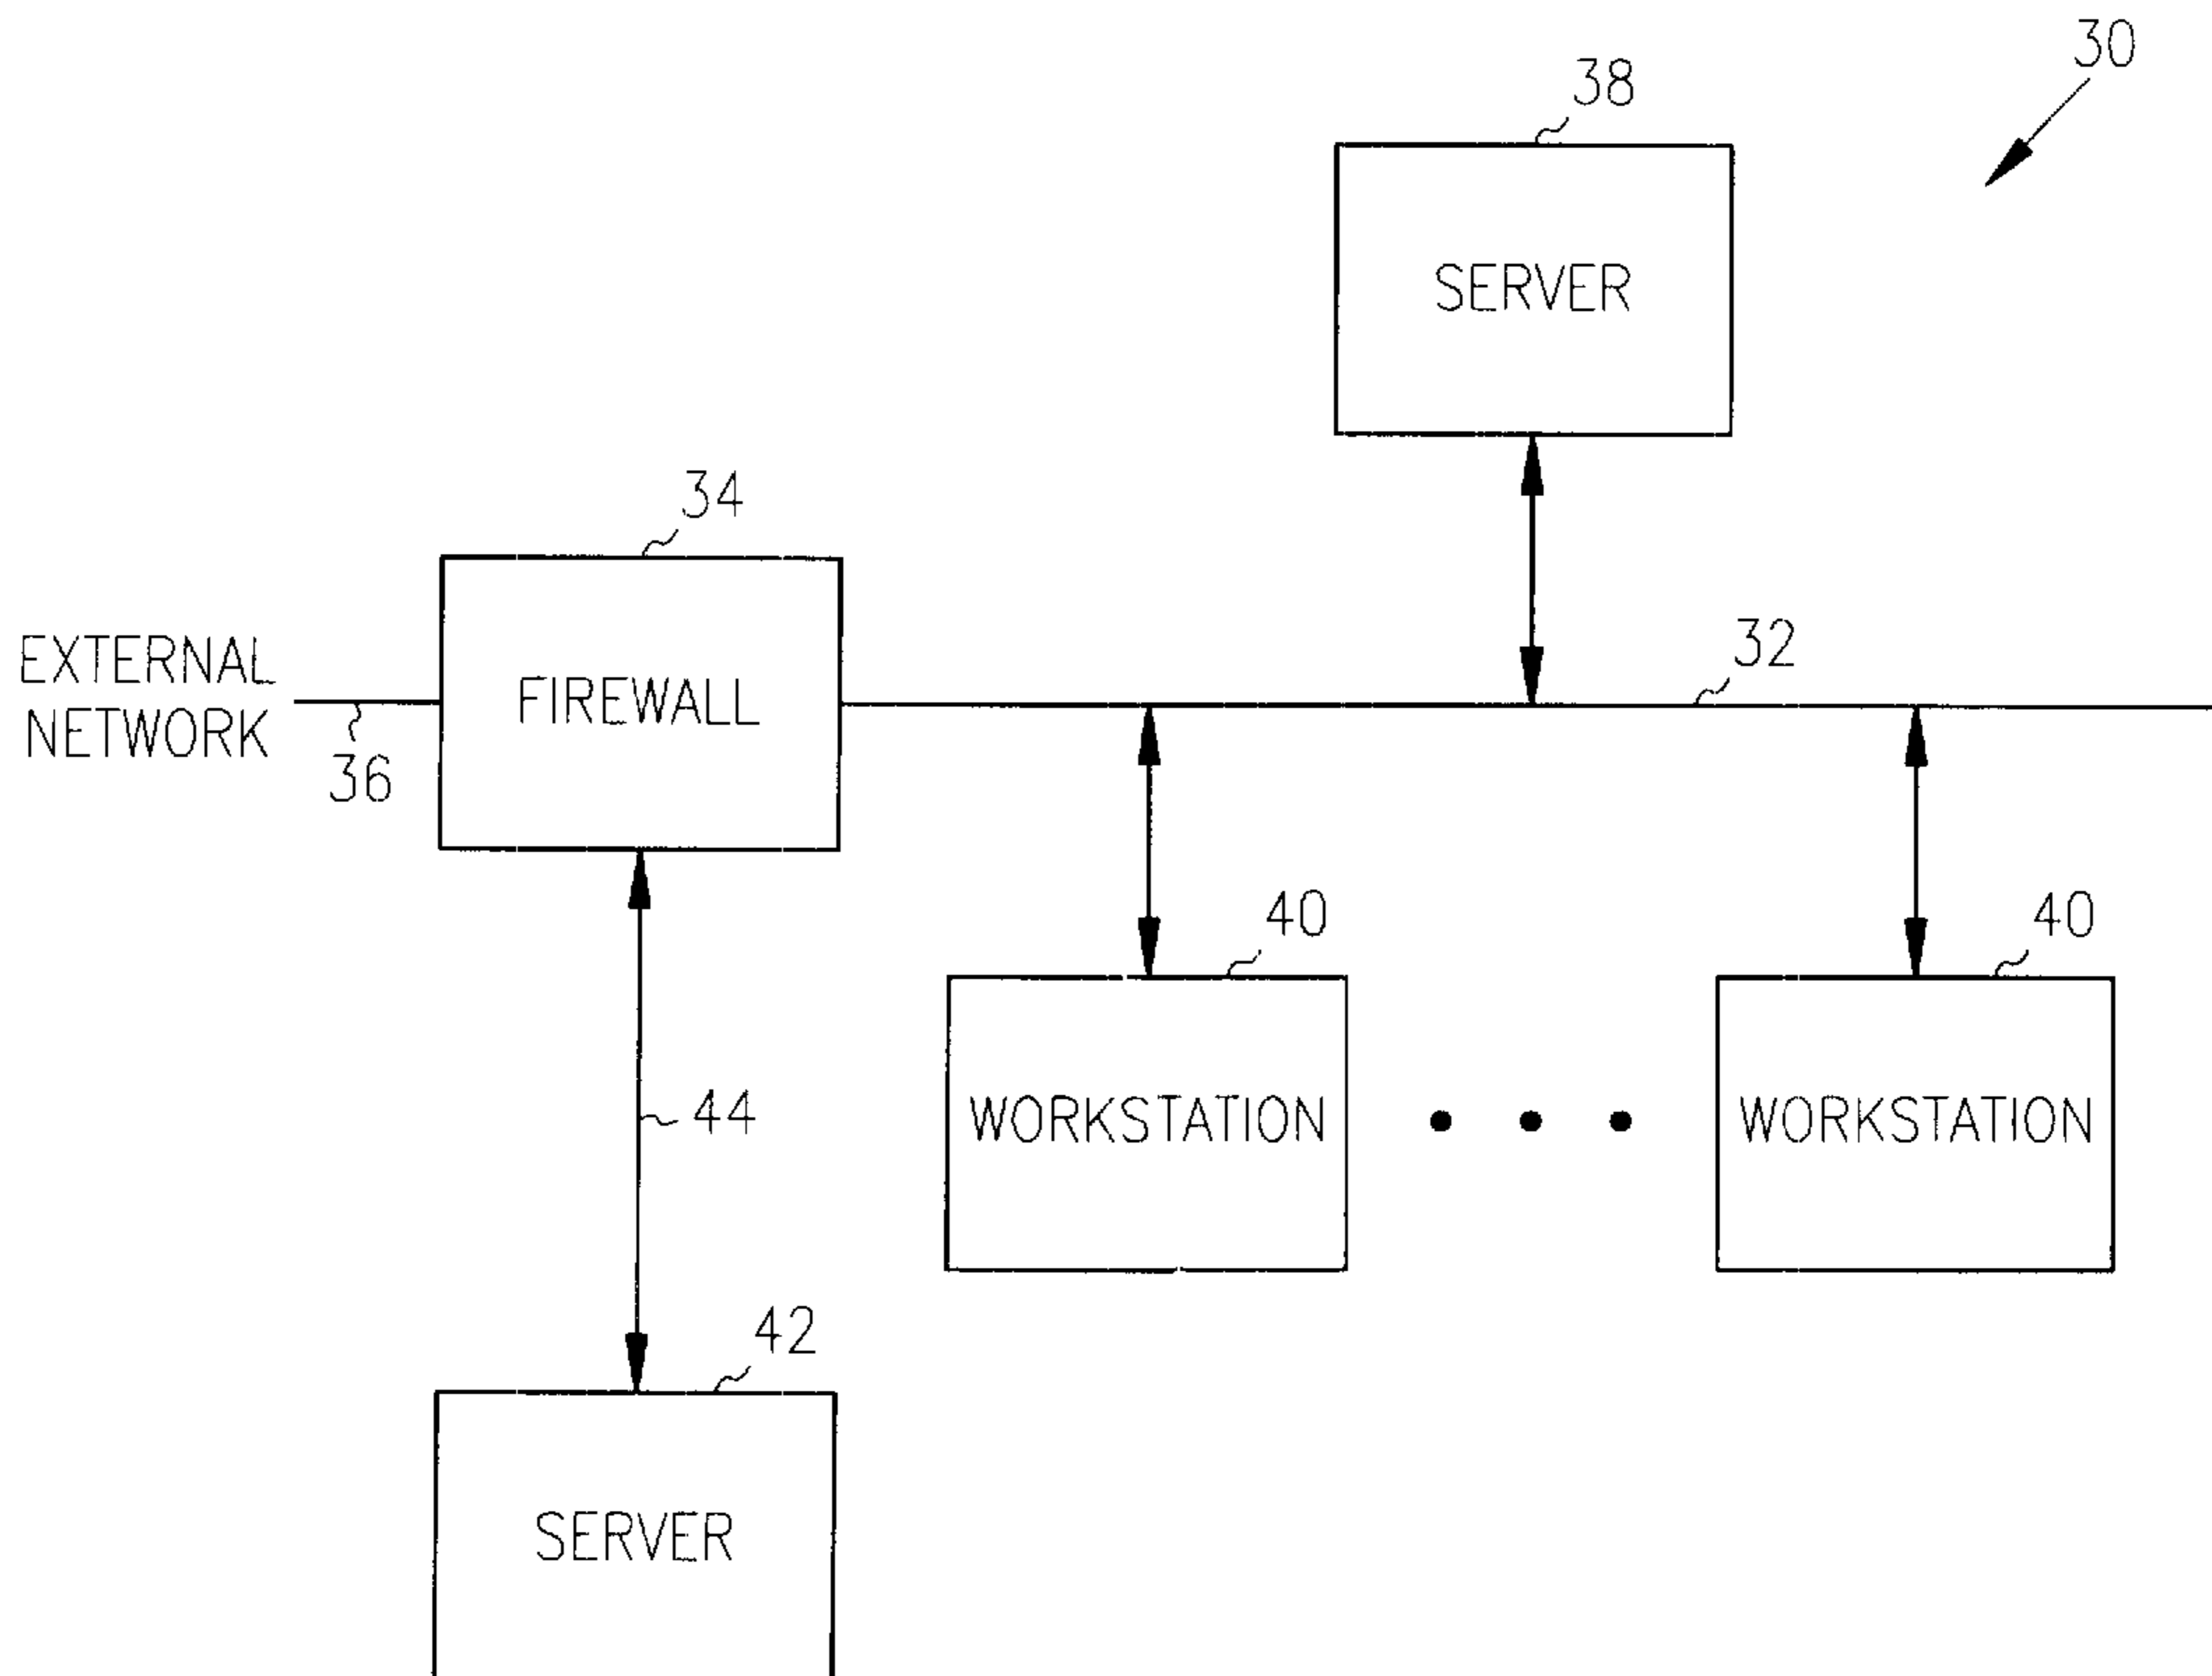 30
38
SERVER
34
32
EXTERNAL
NETWORK
FIREWALL
36
40
40
44
WORKSTATION
WORKSTATION
42
SERVER